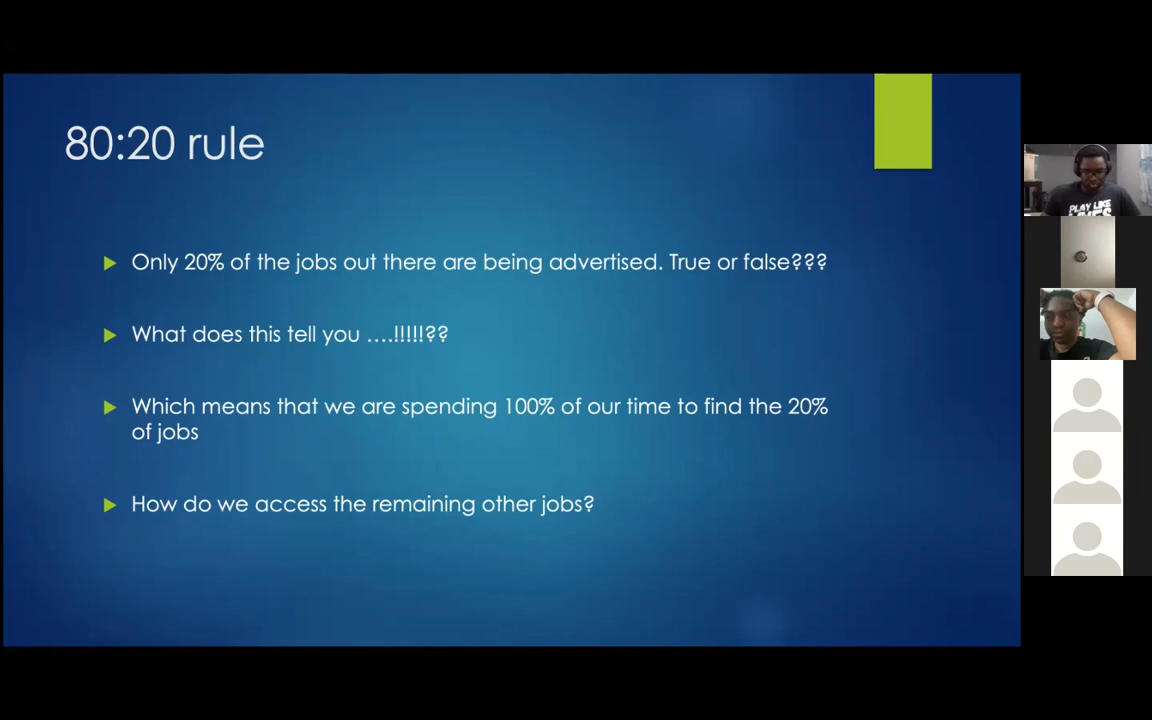 80:20 rule
Only 20% of the jobs out there are being advertised. True or false???
What does this tell you ....!!!!!??
Which means that we are spending 100% of our time to find the 20%
of jobs
How do we access the remaining other jobs?
PLAY LIKE